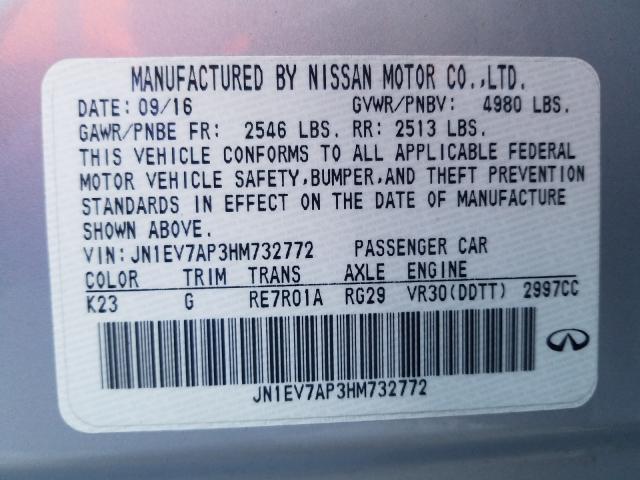 MANUFACTURED BY NISSAN MOTOR CO.,LTD.
DATE: 09/16 GVWR/PNBV: 4980 LBS.
GAWR/PNBE FR: 2546 LBS. RR: 2513 LBS.
THIS VEHICLE CONFORMS TO ALL APPLICABLE FEDERAL
MOTOR VEHICLE SAFETY,BUMPER,AND THEFT PREVENTION
STANDARDS IN EFFECT ON THE DATE OF MANUFACTURE
SHOWN ABOVE.
VIN:JN1EV7AP3HM732772 PASSENGER CAR
COLOR TRIM TRANS AXLE ENGINE
K23 G RE7R01A RG29 VR30(DDTT) 2997CC
JN1EV7AP3HM732772